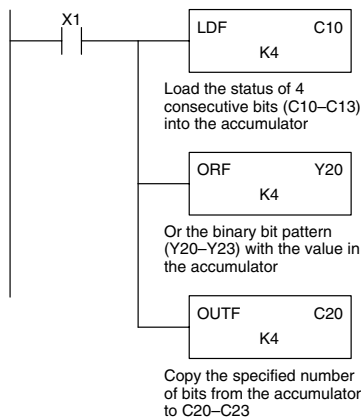 X1
LDF C10
K4
Load the status of 4
consecutive bits (C10–C13)
into the accumulator
ORF Y20
K4
Or the binary bit pattern
(Y20–Y23) with the value in
the accumulator
OUTF C20
K4
Copy the specified number
of bits from the accumulator
to C20–C23